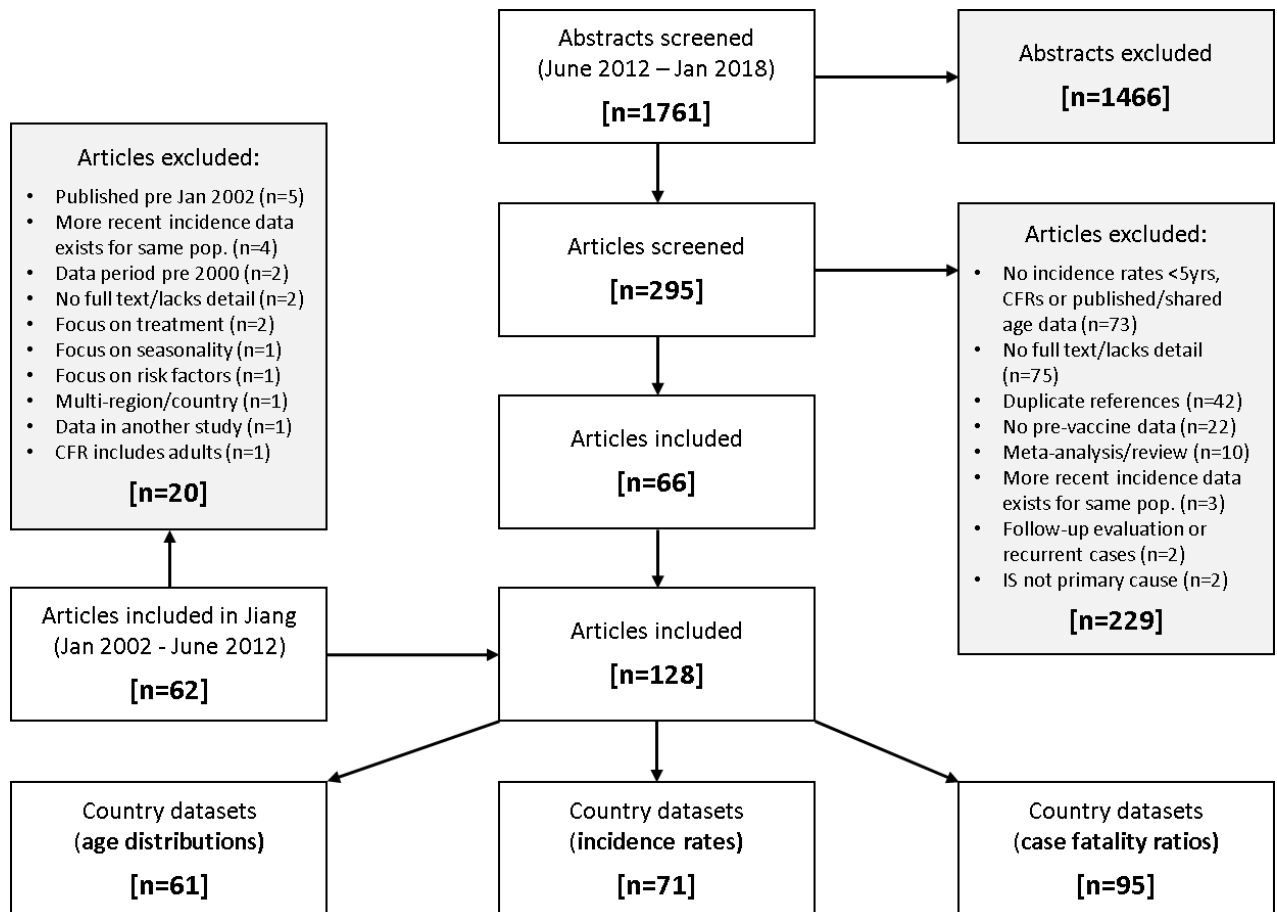 Abstracts screened
(June 2012 – Jan 2018)
[n=1761]
Abstracts excluded
[n=1466]
Articles excluded:
• Published pre Jan 2002 (n=5)
• More recent incidence data
exists for same pop. (n=4)
• Data period pre 2000 (n=2)
• No full text/lacks detail (n=2)
• Focus on treatment (n=2)
• Focus on seasonality (n=1)
• Focus on risk factors (n=1)
• Multi-region/country (n=1)
• Data in another study (n=1)
• CFR includes adults (n=1)
[n=20]
Articles screened
[n=295]
Articles excluded:
• No incidence rates <5yrs,
CFRs or published/shared
age data (n=73)
• No full text/lacks detail
(n=75)
• Duplicate references (n=42)
• No pre-vaccine data (n=22)
• Meta-analysis/review (n=10)
• More recent incidence data
exists for same pop. (n=3)
• Follow-up evaluation or
recurrent cases (n=2)
• IS not primary cause (n=2)
[n=229]
Articles included
[n=66]
Articles included in Jiang
(Jan 2002 - June 2012)
[n=62]
Articles included
[n=128]
Country datasets
(age distributions)
[n=61]
Country datasets
(incidence rates)
[n=71]
Country datasets
(case fatality ratios)
[n=95]